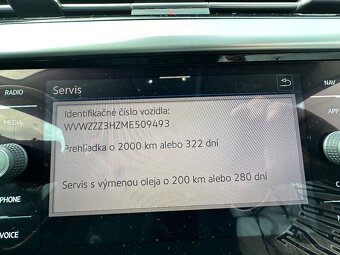 Servis
RADIO
MEDIA
PHONE
VOICE
NAV
APP
Identifikačné číslo vozidla:
WVWZZZ3HZME509493
Prehliadka o 2000 km alebo 322 dní
Servis s výmenou oleja o 200 km alebo 280 dní